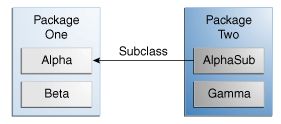 Package
One
Alpha
Beta
Subclass
Package
Two
AlphaSub
Gamma